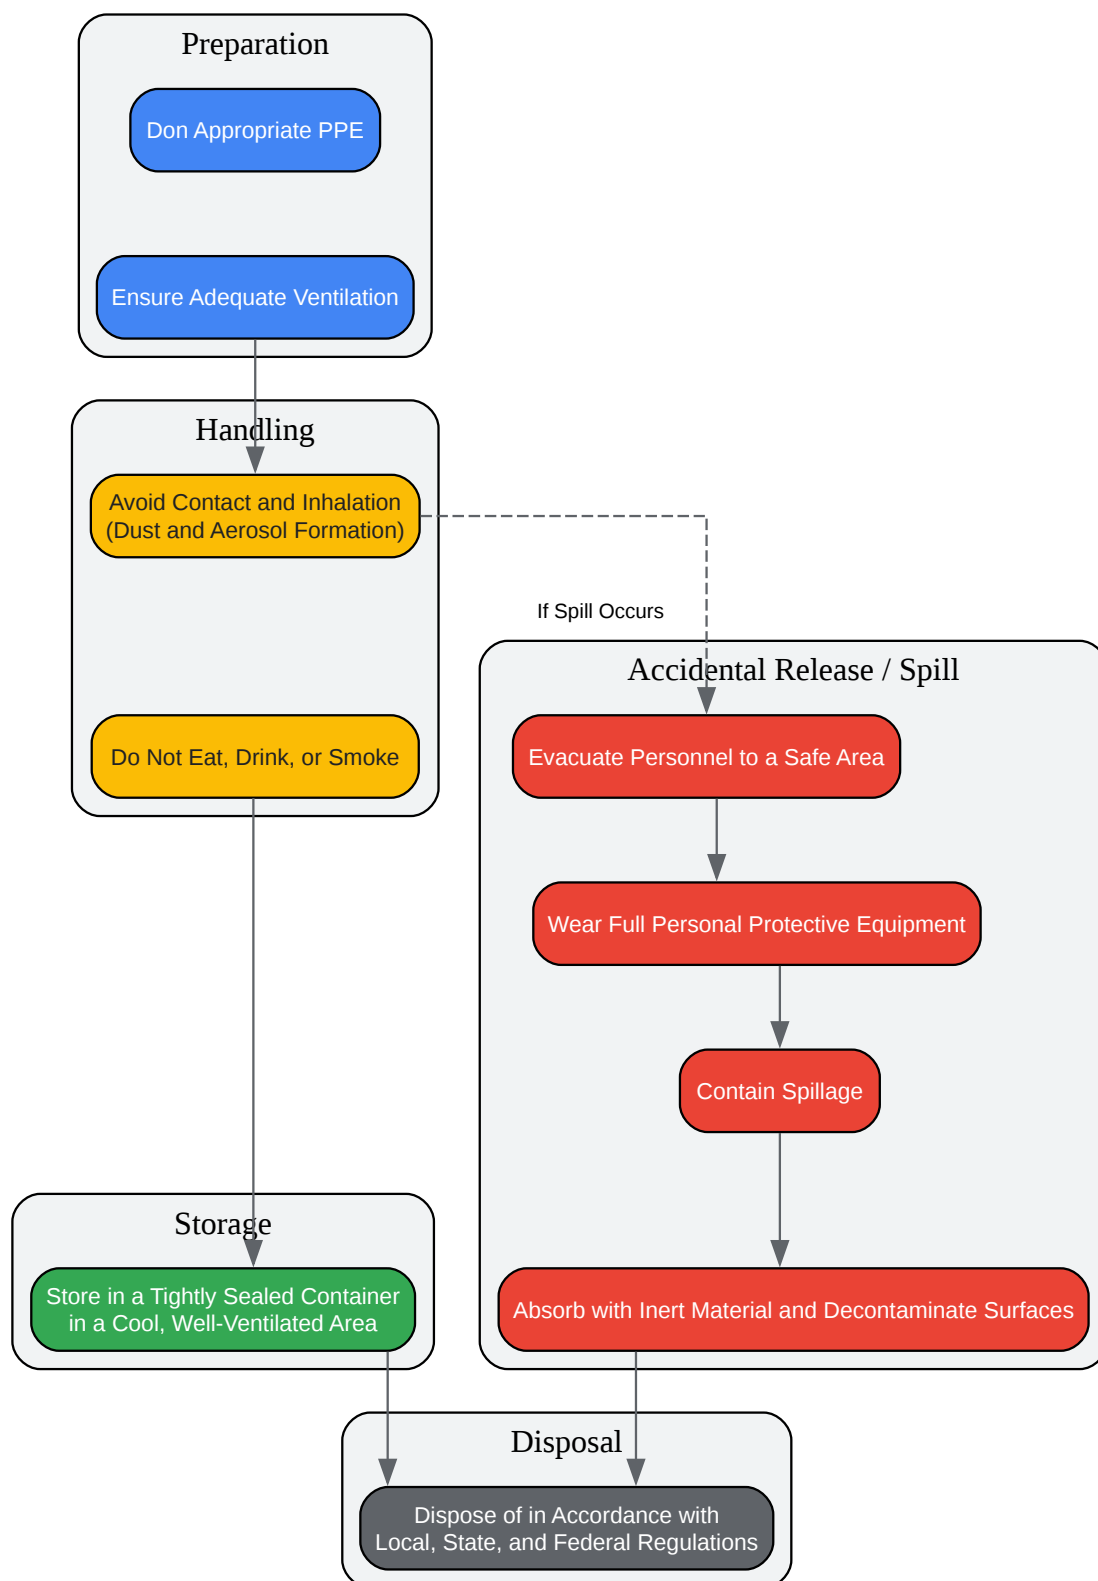 Preparation
Don Appropriate PPE
Ensure Adequate Ventilation
Handling
Avoid Contact and Inhalation
(Dust and Aerosol Formation)
If Spill Occurs
Accidental Release / Spill
Do Not Eat, Drink, or Smoke
Evacuate Personnel to a Safe Area
Wear Full Personal Protective Equipment
Contain Spillage
Storage
Store in a Tightly Sealed Container
in a Cool, Well-Ventilated Area
Absorb with Inert Material and Decontaminate Surfaces
Disposal
Dispose of in Accordance with
Local, State, and Federal Regulations